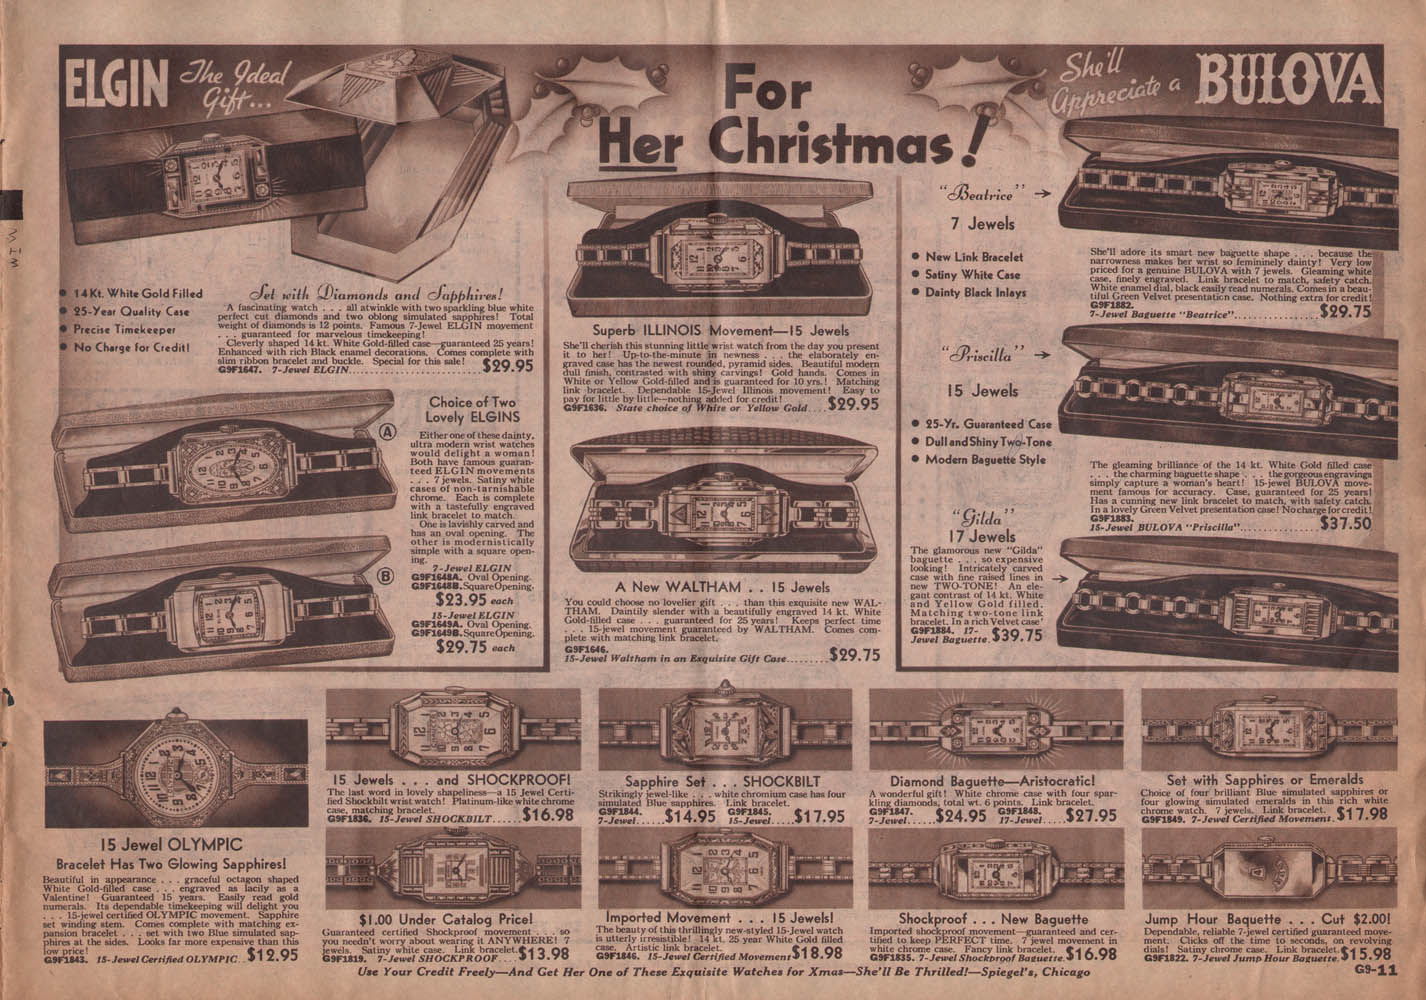 ELGIN The Ideal
Gift...
For
Her Christmas!
She'll
Appreciate a BULOVA
14 Kt. White Gold Filled
25-Year Quality Case
Precise Timekeeper
No Charge for Credit!
Set with Diamonds and Sapphires!
A fascinating watch . . . all atwinkle with two sparkling blue white
perfect cut diamonds and two oblong simulated sapphires! Total
weight of diamonds is 12 points. Famous 7-Jewel ELGIN movement
. . . guaranteed for marvelous timekeeping!
Cleverly shaped 14 kt. White Gold-filled case—guaranteed 25 years!
Enhanced with rich Black enamel decorations. Comes complete with
slim ribbon bracelet and buckle. Special for this sale!
G9F1647. 7-Jewel ELGIN............ $29.95
Choice of Two
Lovely ELGINS
A
Either one of these dainty,
ultra modern wrist watches
would delight a woman!
Both have famous guaran-
teed ELGIN movements
. . . 7 jewels. Satiny white
cases of non-tarnishable
chrome. Each is complete
with a tastefully engraved
link bracelet to match.
One is lavishly carved and
has an oval opening. The
other is modernistically
simple with a square open-
ing.
B
7-Jewel ELGIN
G9F1648A. Oval Opening.
G9F1648B. Square Opening.
$23.95 each
15-Jewel ELGIN
G9F1649A. Oval Opening.
G9F1649B. Square Opening.
$29.75 each
Superb ILLINOIS Movement—15 Jewels
She'll cherish this stunning little wrist watch from the day you present
it to her! Up-to-the-minute in newness . . . the elaborately en-
graved case has the newest rounded, pyramid sides. Beautiful modern
dull finish, contrasted with shiny carvings! Gold hands. Comes in
White or Yellow Gold-filled and is guaranteed for 10 yrs.! Matching
link bracelet. Dependable 15-Jewel Illinois movement! Easy to
pay for little by little—nothing added for credit!
G9F1636. State choice of White or Yellow Gold.... $29.95
A New WALTHAM . . 15 Jewels
You could choose no lovelier gift . . . than this exquisite new WAL-
THAM. Daintily slender with a beautifully engraved 14 kt. White
Gold-filled case . . . guaranteed for 25 years! Keeps perfect time
. . . 15-jewel movement guaranteed by WALTHAM. Comes com-
plete with matching link bracelet.
G9F1646.
15-Jewel Waltham in an Exquisite Gift Case......... $29.75
"Beatrice" →
7 Jewels
New Link Bracelet
Satiny White Case
Dainty Black Inlays
She'll adore its smart new baguette shape . . . because the
narrowness makes her wrist so femininely dainty! Very low
priced for a genuine BULOVA with 7 jewels. Gleaming white
case, finely engraved. Link bracelet to match, safety catch.
White enamel dial, black easily read numerals. Comes in a beau-
tiful Green Velvet presentation case. Nothing extra for credit!
G9F1882.
7-Jewel Baguette "Beatrice".............. $29.75
"Priscilla" →
15 Jewels
25-Yr. Guaranteed Case
Dull and Shiny Two-Tone
Modern Baguette Style
The gleaming brilliance of the 14 kt. White Gold filled case
. . . the charming baguette shape . . . the gorgeous engravings
simply capture a woman's heart! 15-jewel BULOVA move-
ment famous for accuracy. Case, guaranteed for 25 years!
Has a cunning new link bracelet to match, with safety catch.
In a lovely Green Velvet presentation case! No charge for credit!
G9F1883.
15-Jewel BULOVA "Priscilla"............ $37.50
"Gilda"
17 Jewels
The glamorous new "Gilda"
baguette . . . so expensive
looking! Intricately carved
case with fine raised lines in →
new TWO-TONE! An ele-
gant contrast of 14 kt. White
and Yellow Gold filled.
Matching two-tone link
bracelet. In a rich Velvet case
G9F1884. 17-
Jewel Baguette. $39.75
15 Jewel OLYMPIC
Bracelet Has Two Glowing Sapphires!
Beautiful in appearance . . . graceful octagon shaped
White Gold-filled case . . . engraved as lacily as a
Valentine! Guaranteed 15 years. Easily read gold
numerals. Its dependable timekeeping will delight you
. . . 15-jewel certified OLYMPIC movement. Sapphire
set winding stem. Comes complete with matching ex-
pansion bracelet . . . set with two Blue simulated sap-
phires at the sides. Looks far more expensive than this
low price!
G9F1843. 15-Jewel Certified OLYMPIC.. $12.95
15 Jewels . . . and SHOCKPROOF!
The last word in lovely shapeliness—a 15 Jewel Certi-
fied Shockbilt wrist watch! Platinum-like white chrome
case, matching bracelet.
G9F1836. 15-Jewel SHOCKBILT..... $16.98
Sapphire Set . . . SHOCKBILT
Strikingly jewel-like . . . white chromium case has four
simulated Blue sapphires. Link bracelet.
G9F1844. 7-Jewel..... $14.95 G9F1845. 15-Jewel.... $17.95
Diamond Baguette—Aristocratic!
A wonderful gift! White chrome case with four spar-
kling diamonds, total wt. 6 points. Link bracelet.
G9F1847. 7-Jewel..... $24.95 G9F1848. 17-Jewel.... $27.95
Set with Sapphires or Emeralds
Choice of four brilliant Blue simulated sapphires or
four glowing simulated emeralds in this rich white
chrome watch. 7 jewels. Link bracelet.
G9F1849. 7-Jewel Certified Movement. $17.98
$1.00 Under Catalog Price!
Guaranteed certified Shockproof movement . . . so
you needn't worry about wearing it ANYWHERE! 7
jewels. Satiny white case. Link bracelet.
G9F1819. 7-Jewel SHOCKPROOF.... $13.98
Imported Movement . . . 15 Jewels!
The beauty of this thrillingly new-styled 15-Jewel watch
is utterly irresistible! 14 kt. 25 year White Gold filled
case. Artistic link bracelet.
G9F1846. 15-Jewel Certified Movement $18.98
Shockproof . . . New Baguette
Imported shockproof movement—guaranteed and cer-
tified to keep PERFECT time. 7 jewel movement in
white chrome case. Fancy link bracelet.
G9F1835. 7-Jewel Shockproof Baguette. $16.98
Jump Hour Baguette . . . Cut $2.00!
Dependable, reliable 7-jewel certified guaranteed move-
ment. Clicks off the time to seconds, on revolving
dials! Satiny chrome case. Link bracelet.
G9F1822. 7-Jewel Jump Hour Baguette. $15.98
Use Your Credit Freely—And Get Her One of These Exquisite Watches for Xmas—She'll Be Thrilled!—Spiegel's, Chicago
G9-11